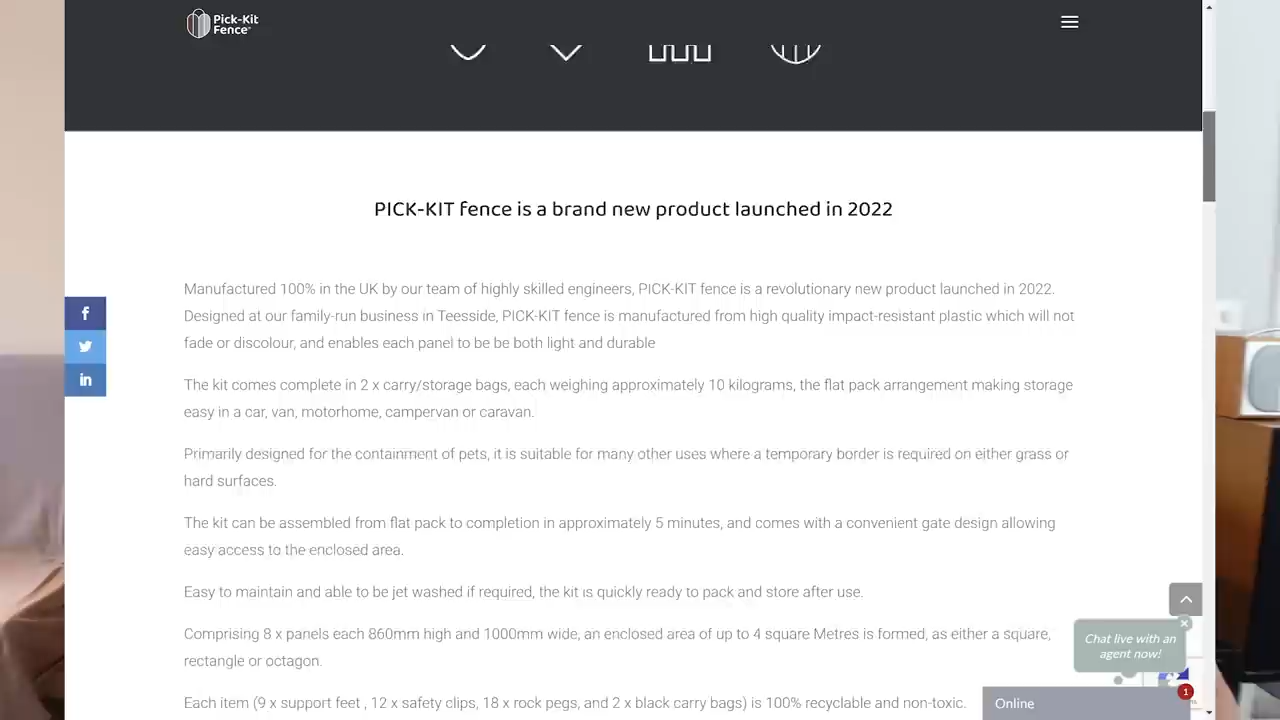 Pick-Kit
Fence
PICK-KIT fence is a brand new product launched in 2022
Manufactured 100% in the UK by our team of highly skilled engineers, PICK-KIT fence is a revolutionary new product launched in 2022.
Designed at our family-run business in Teesside, PICK-KIT fence is manufactured from high quality impact-resistant plastic which will not
fade or discolour, and enables each panel to be be both light and durable
The kit comes complete in 2 x carry/storage bags, each weighing approximately 10 kilograms, the flat pack arrangement making storage
easy in a car, van, motorhome, campervan or caravan.
Primarily designed for the containment of pets, it is suitable for many other uses where a temporary border is required on either grass or
hard surfaces.
The kit can be assembled from flat pack to completion in approximately 5 minutes, and comes with a convenient gate design allowing
easy access to the enclosed area.
Easy to maintain and able to be jet washed if required, the kit is quickly ready to pack and store after use.
Comprising 8 x panels each 860mm high and 1000mm wide, an enclosed area of up to 4 square Metres is formed, as either a square,
rectangle or octagon.
Each item (9 x support feet , 12 x safety clips, 18 x rock pegs, and 2 x black carry bags) is 100% recyclable and non-toxic.
Chat live with an
agent now!
1
Online